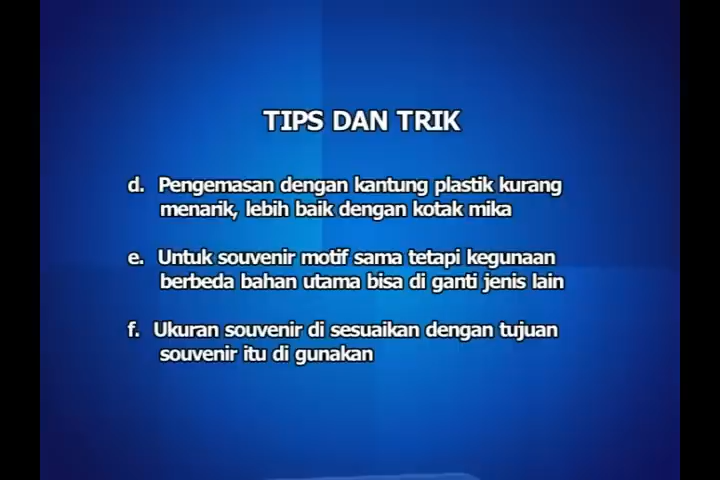 TIPS DAN TRIK
d. Pengemasan dengan kantung plastik kurang
menarik, lebih baik dengan kotak mika
e. Untuk souvenir motif sama tetapi kegunaan
berbeda bahan utama bisa di ganti jenis lain
f. Ukuran souvenir di sesuaikan dengan tujuan
souvenir itu di gunakan